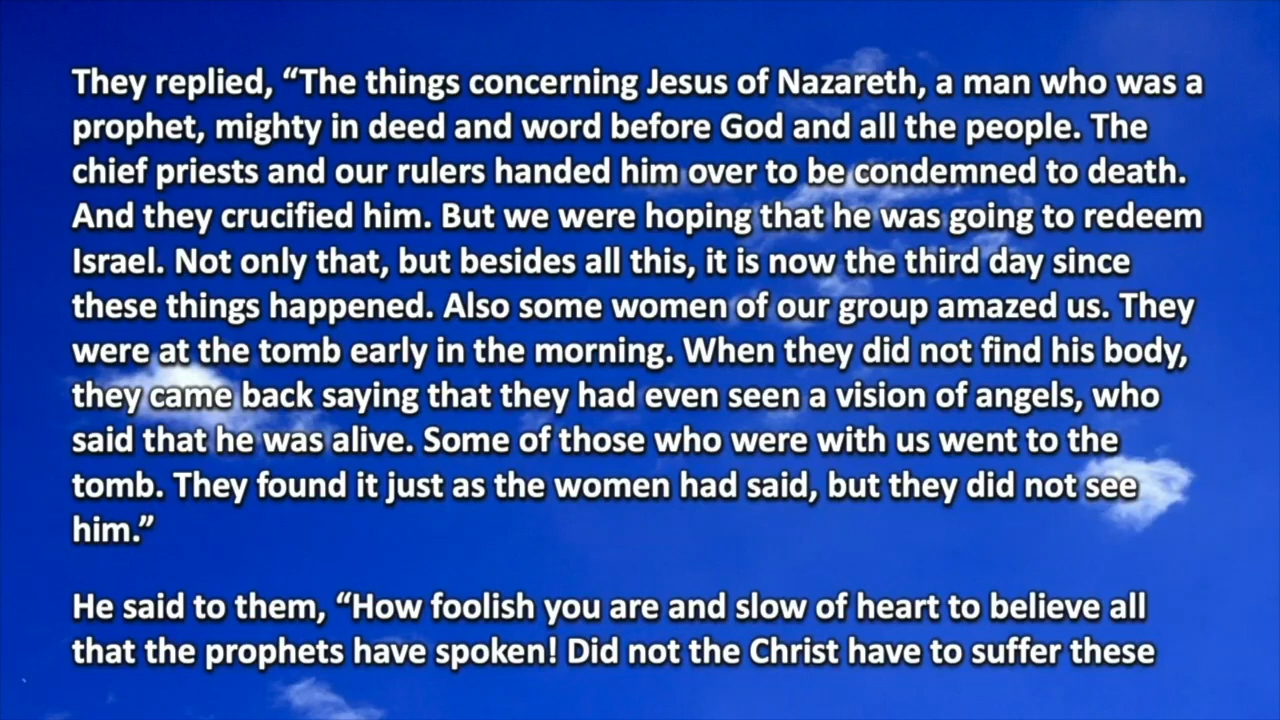 They replied, “The things concerning Jesus of Nazareth, a man who was a
prophet, mighty in deed and word before God and all the people. The
chief priests and our rulers handed him over to be condemned to death.
And they crucified him. But we were hoping that he was going to redeem
Israel. Not only that, but besides all this, it is now the third day since
these things happened. Also some women of our group amazed us. They
were at the tomb early in the morning. When they did not find his body,
they came back saying that they had even seen a vision of angels, who
said that he was alive. Some of those who were with us went to the
tomb. They found it just as the women had said, but they did not see
him.”
He said to them, “How foolish you are and slow of heart to believe all
that the prophets have spoken! Did not the Christ have to suffer these